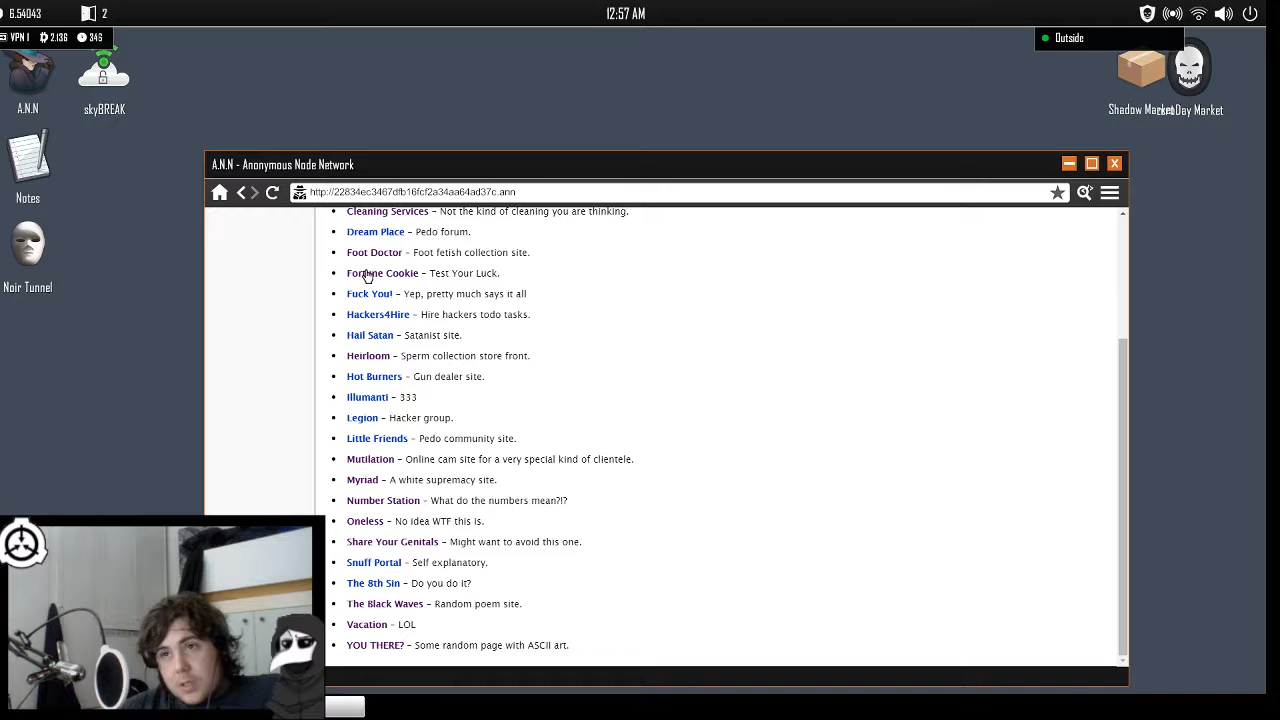 6.54043
2
12:57 AM
VPN 1
2.136
346
Outside
A.N.N
skyBREAK
Shadow Mark
Day Market
Notes
Noir Tunnel
A.N.N - Anonymous Node Network
http://22834ec3467dfb16fcf2a34aa64ad37c.ann
Cleaning Services - Not the kind of cleaning you are thinking.
Dream Place - Pedo forum.
Foot Doctor - Foot fetish collection site.
Fortune Cookie - Test Your Luck.
Fuck You! - Yep, pretty much says it all
Hackers4Hire - Hire hackers todo tasks.
Hail Satan - Satanist site.
Heirloom - Sperm collection store front.
Hot Burners - Gun dealer site.
Illumanti - 333
Legion - Hacker group.
Little Friends - Pedo community site.
Mutilation - Online cam site for a very special kind of clientele.
Myriad - A white supremacy site.
Number Station - What do the numbers mean?!?
Oneless - No idea WTF this is.
Share Your Genitals - Might want to avoid this one.
Snuff Portal - Self explanatory.
The 8th Sin - Do you do it?
The Black Waves - Random poem site.
Vacation - LOL
YOU THERE? - Some random page with ASCII art.